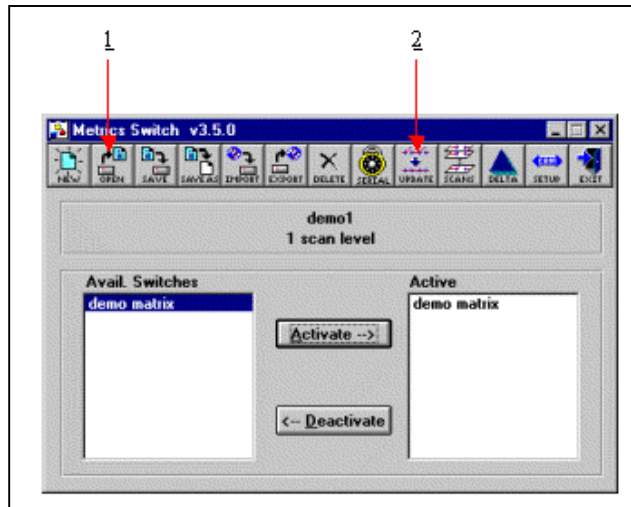 1 2
Metrics Switch v3.5.0
NEW OPEN SAVE SAVE AS IMPORT EXPORT DELETE SERIAL UPDATE SCANS DELTA SETUP EXIT
demo1
1 scan level
Avail. Switches Active
demo matrix demo matrix
Activate -->
<-- Deactivate